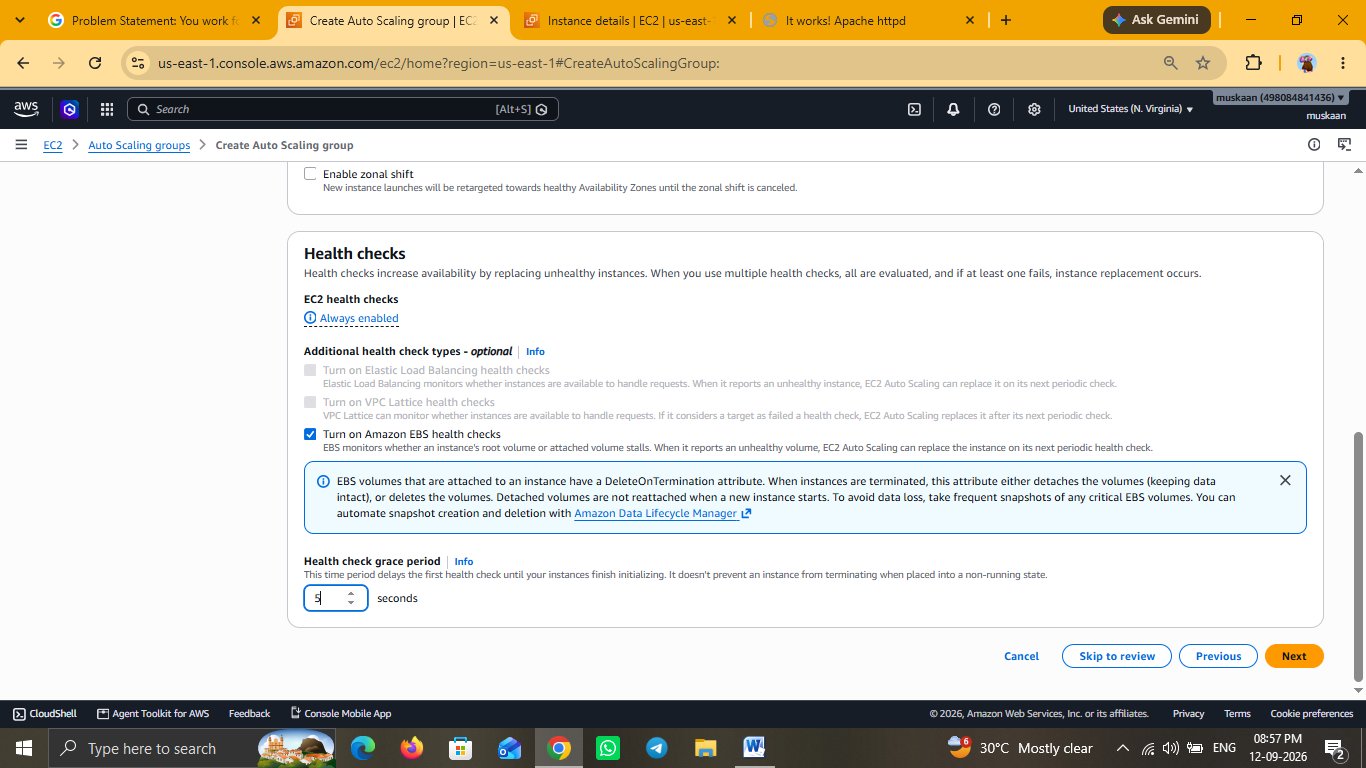 Problem Statement: You work f
Create Auto Scaling group | EC2
Instance details | EC2 | us-east-
It works! Apache httpd
Ask Gemini
us-east-1.console.aws.amazon.com/ec2/home?region=us-east-1#CreateAutoScalingGroup:
aws
Search
[Alt+S]
United States (N. Virginia)
muskaan (498084841436)
muskaan
EC2
Auto Scaling groups
Create Auto Scaling group
Enable zonal shift
New instance launches will be retargeted towards healthy Availability Zones until the zonal shift is canceled.
Health checks
Health checks increase availability by replacing unhealthy instances. When you use multiple health checks, all are evaluated, and if at least one fails, instance replacement occurs.
EC2 health checks
Always enabled
Additional health check types - optional | Info
Turn on Elastic Load Balancing health checks
Elastic Load Balancing monitors whether instances are available to handle requests. When it reports an unhealthy instance, EC2 Auto Scaling can replace it on its next periodic check.
Turn on VPC Lattice health checks
VPC Lattice can monitor whether instances are available to handle requests. If it considers a target as failed a health check, EC2 Auto Scaling replaces it after its next periodic check.
Turn on Amazon EBS health checks
EBS monitors whether an instance's root volume or attached volume stalls. When it reports an unhealthy volume, EC2 Auto Scaling can replace the instance on its next periodic health check.
EBS volumes that are attached to an instance have a DeleteOnTermination attribute. When instances are terminated, this attribute either detaches the volumes (keeping data
intact), or deletes the volumes. Detached volumes are not reattached when a new instance starts. To avoid data loss, take frequent snapshots of any critical EBS volumes. You can
automate snapshot creation and deletion with Amazon Data Lifecycle Manager
Health check grace period | Info
This time period delays the first health check until your instances finish initializing. It doesn't prevent an instance from terminating when placed into a non-running state.
5 seconds
Cancel
Skip to review
Previous
Next
CloudShell
Agent Toolkit for AWS
Feedback
Console Mobile App
© 2026, Amazon Web Services, Inc. or its affiliates.
Privacy
Terms
Cookie preferences
Type here to search
6
30°C Mostly clear
ENG
08:57 PM
12-09-2026
2